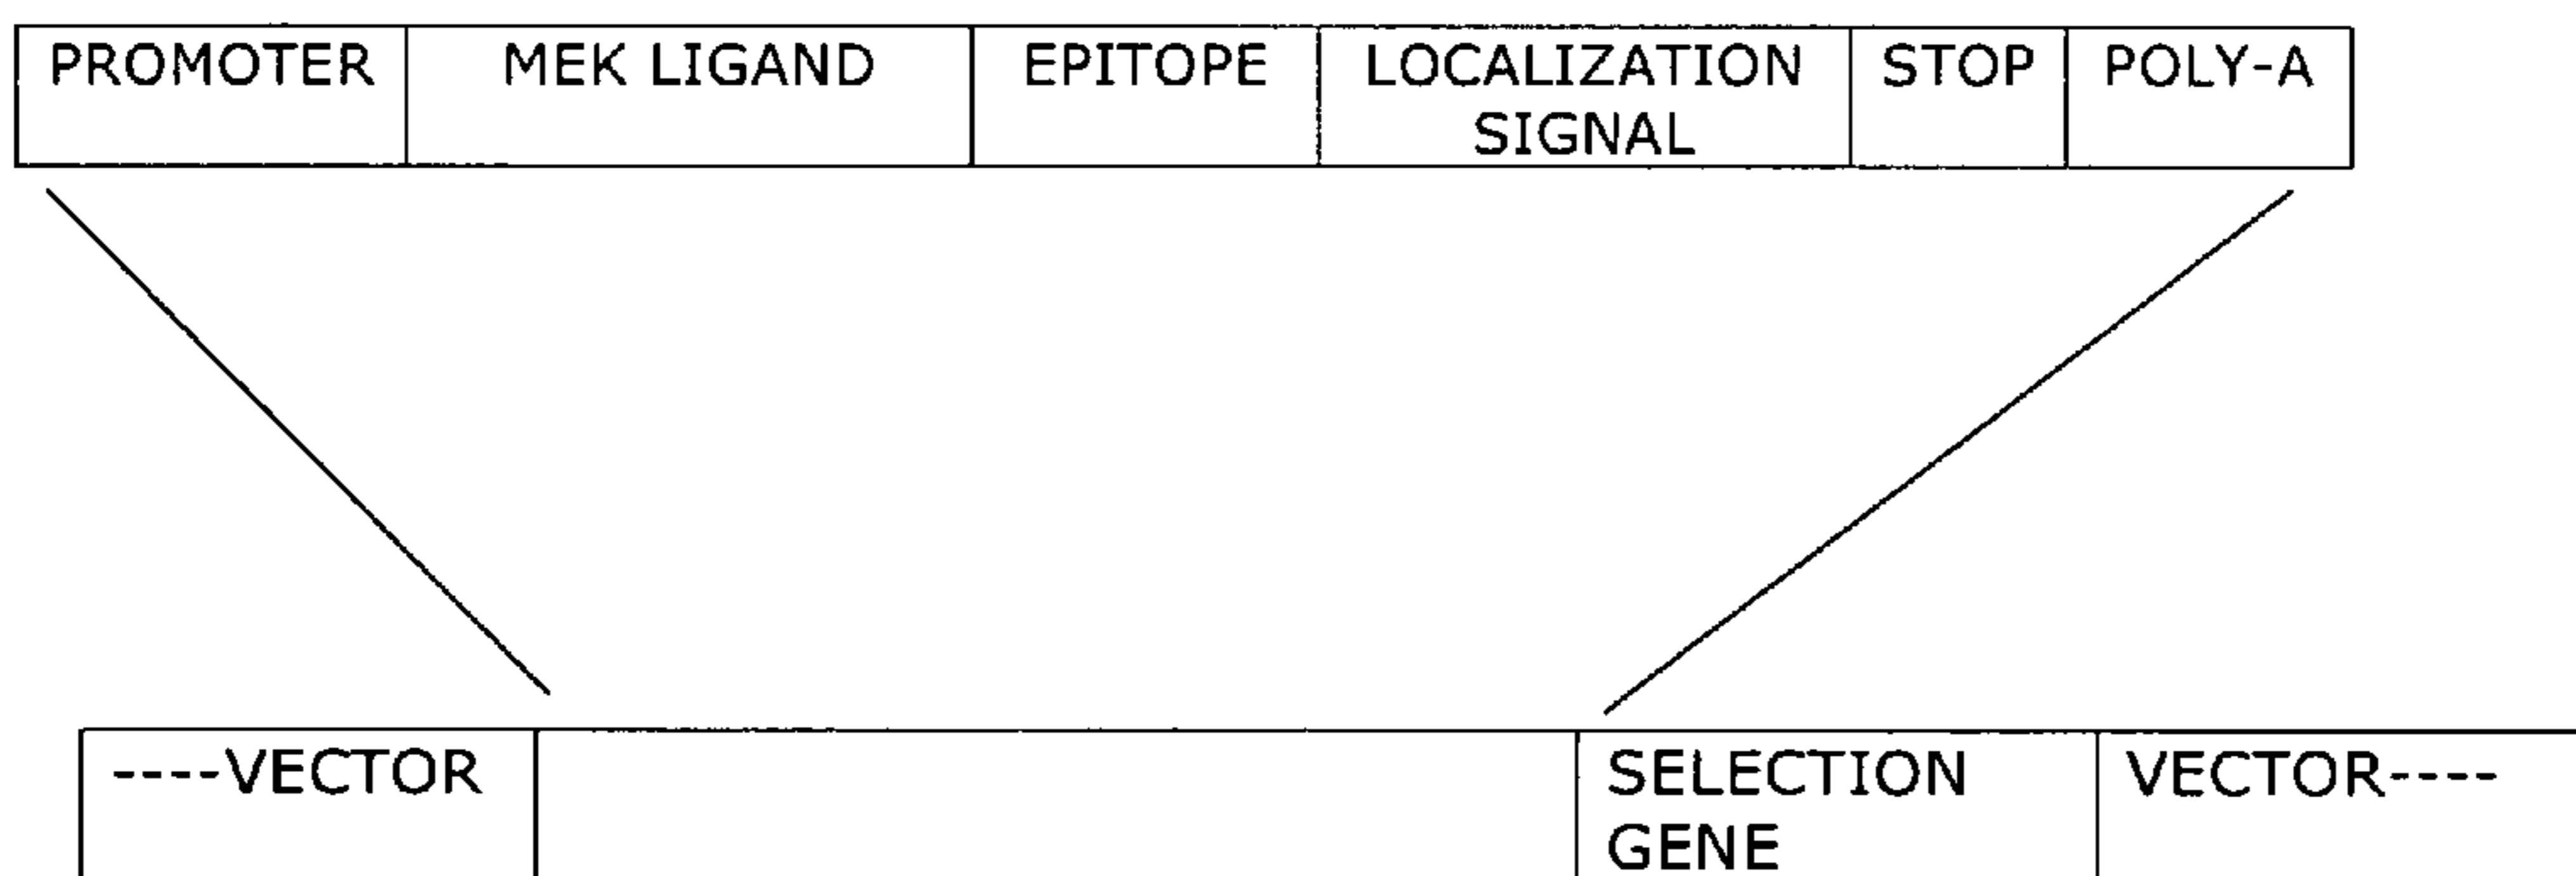 PROMOTER MEK LIGAND EPITOPE LOCALIZATION STOP POLY-A
SIGNAL
----VECTOR SELECTION VECTOR----
GENE